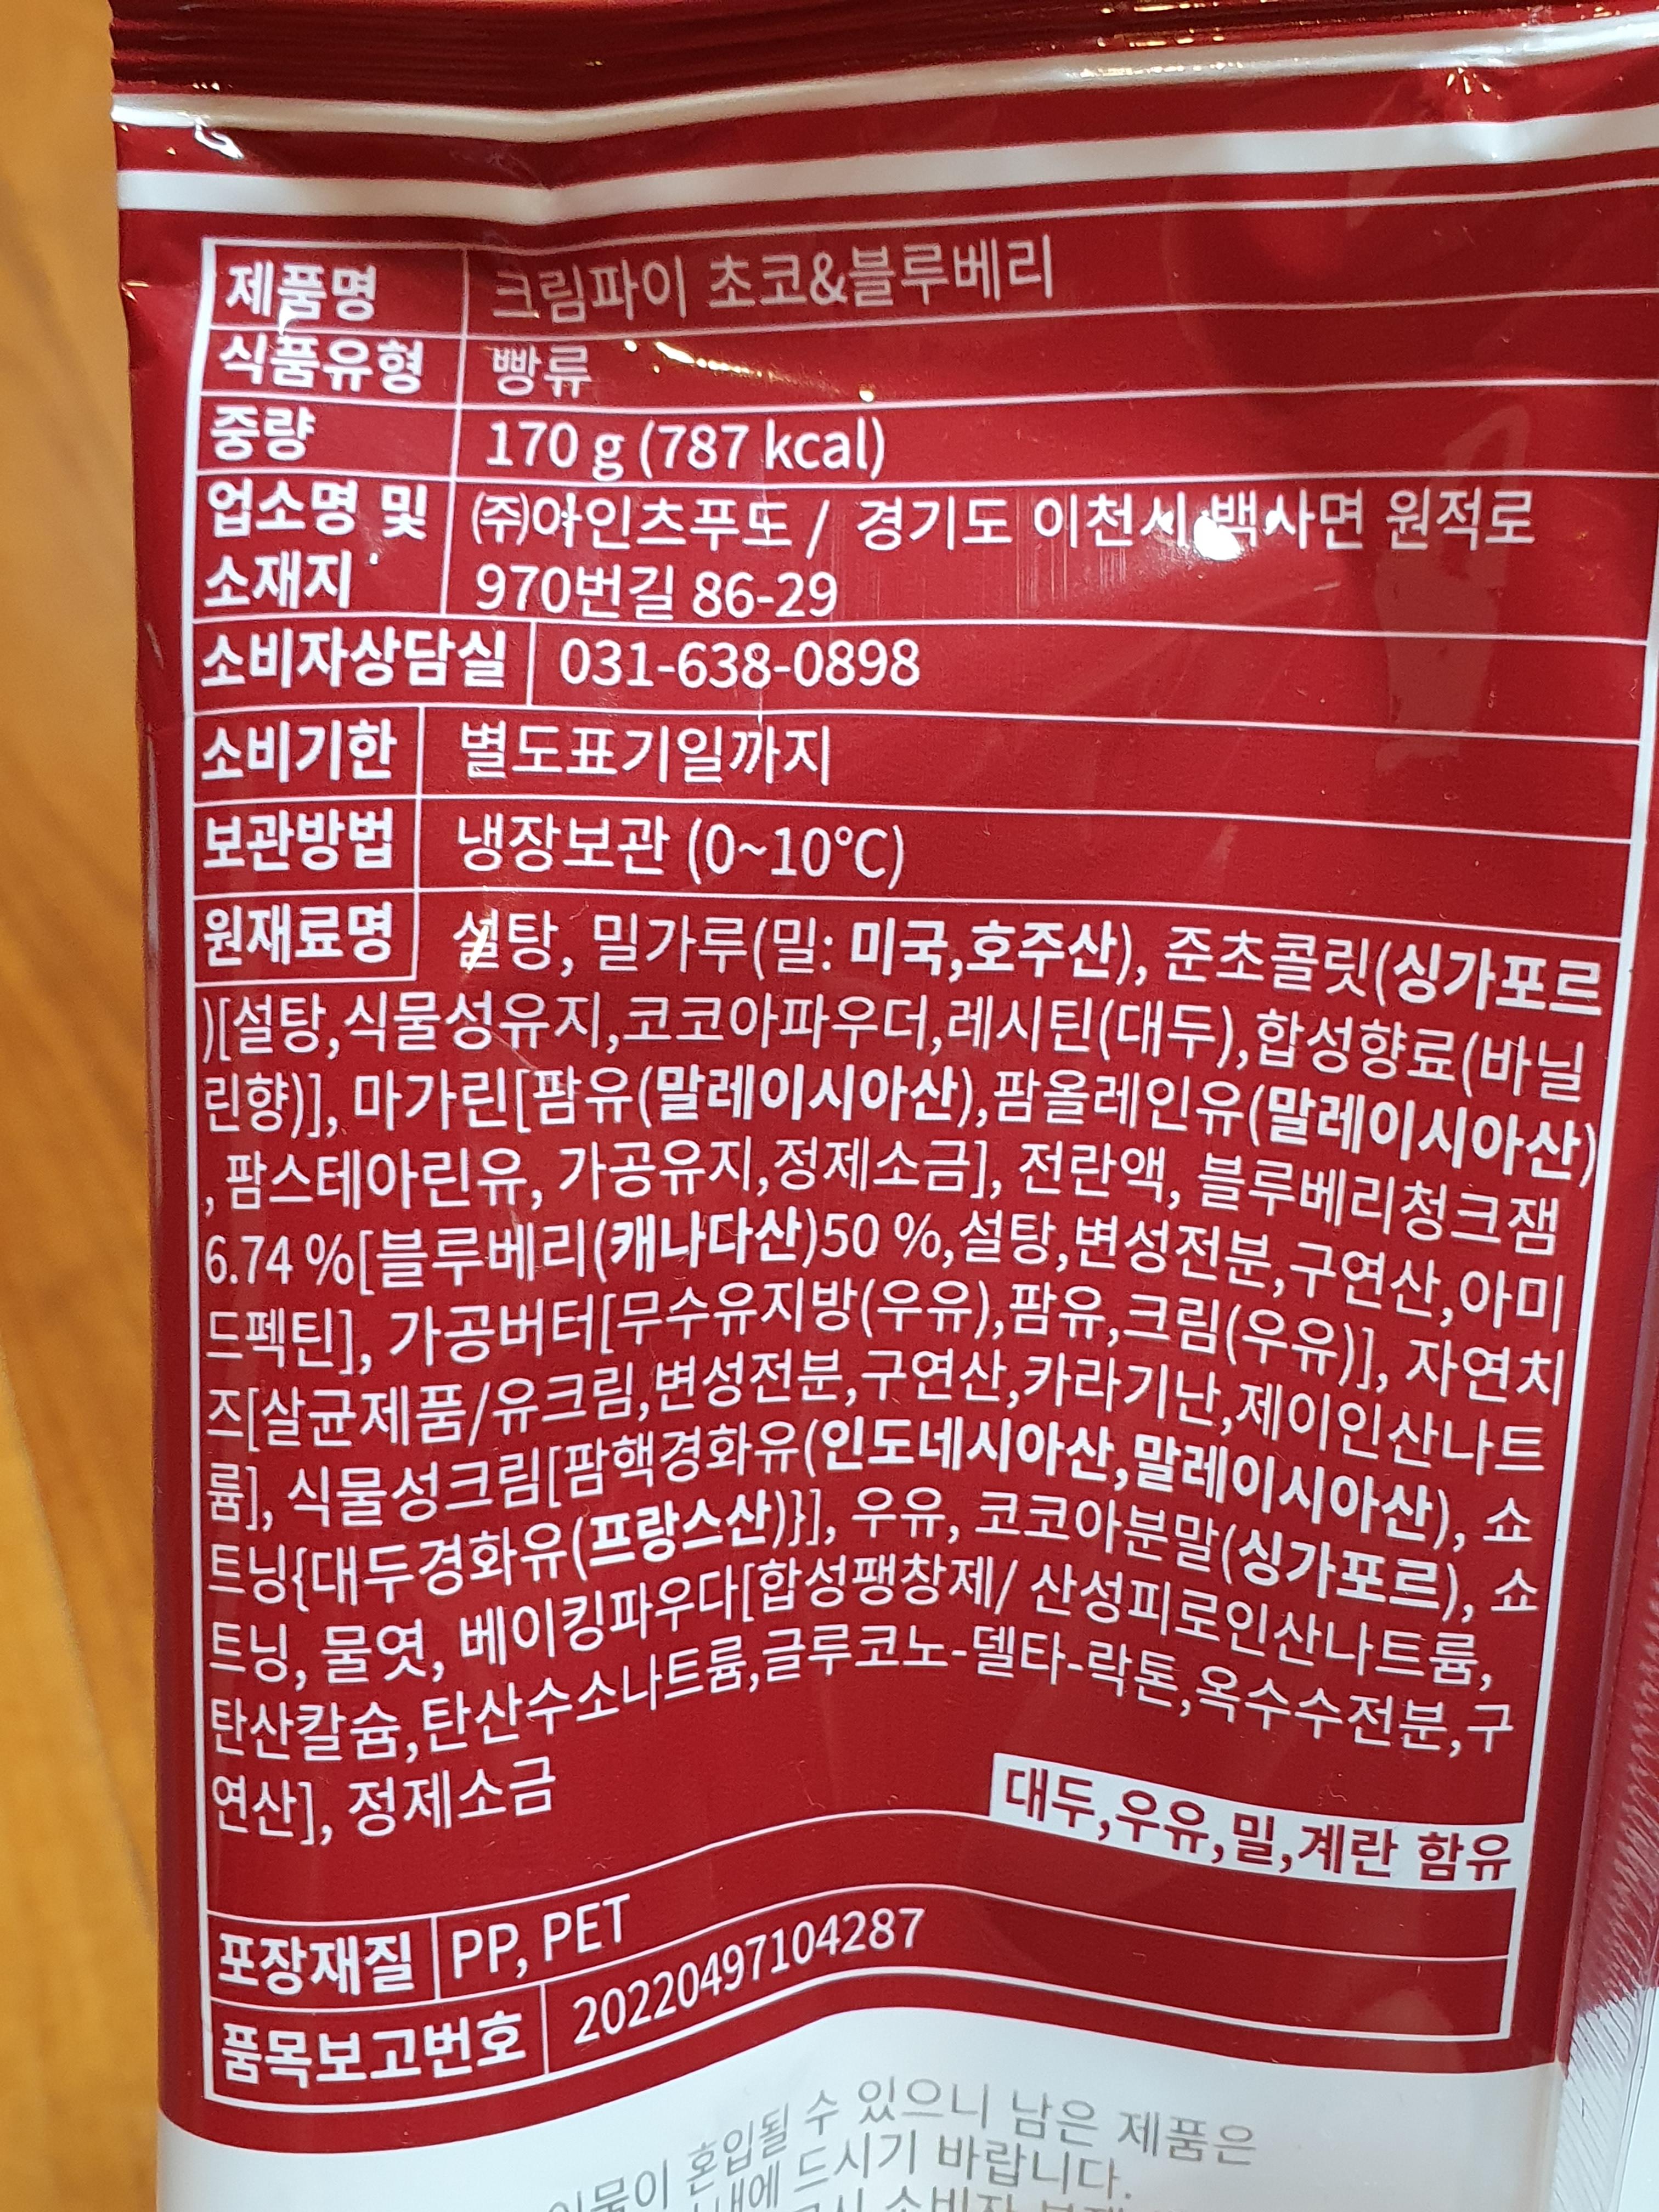 제품명 크림파이 초코&블루베리
식품유형 빵류
중량 170 g (787 kcal)
업소명 및 소재지 ㈜아인츠푸드 / 경기도 이천시 백사면 원적로
970번길 86-29
소비자상담실 031-638-0898
소비기한 별도표기일까지
보관방법 냉장보관 (0~10℃)
원재료명 설탕, 밀가루(밀: 미국,호주산), 준초콜릿(싱가포르
)[설탕,식물성유지,코코아파우더,레시틴(대두),합성향료(바닐
린향)], 마가린[팜유(말레이시아산),팜올레인유(말레이시아산)
, 팜스테아린유, 가공유지,정제소금], 전란액, 블루베리청크잼
6.74 %[블루베리(캐나다산)50 %,설탕,변성전분,구연산,아미
드펙틴], 가공버터[무수유지방(우유),팜유,크림(우유)], 자연치
즈[살균제품/유크림,변성전분,구연산,카라기난,제이인산나트
륨], 식물성크림[팜핵경화유(인도네시아산,말레이시아산), 쇼
트닝{대두경화유(프랑스산)}], 우유, 코코아분말(싱가포르), 쇼
트닝, 물엿, 베이킹파우다[합성팽창제/ 산성피로인산나트륨,
탄산칼슘,탄산수소나트륨,글루코노-델타-락톤,옥수수전분,구
연산], 정제소금
대두,우유,밀,계란 함유
포장재질 PP, PET
품목보고번호 20220497104287
혼입될 수 있으니 남은 제품은
드시기 바랍니다.